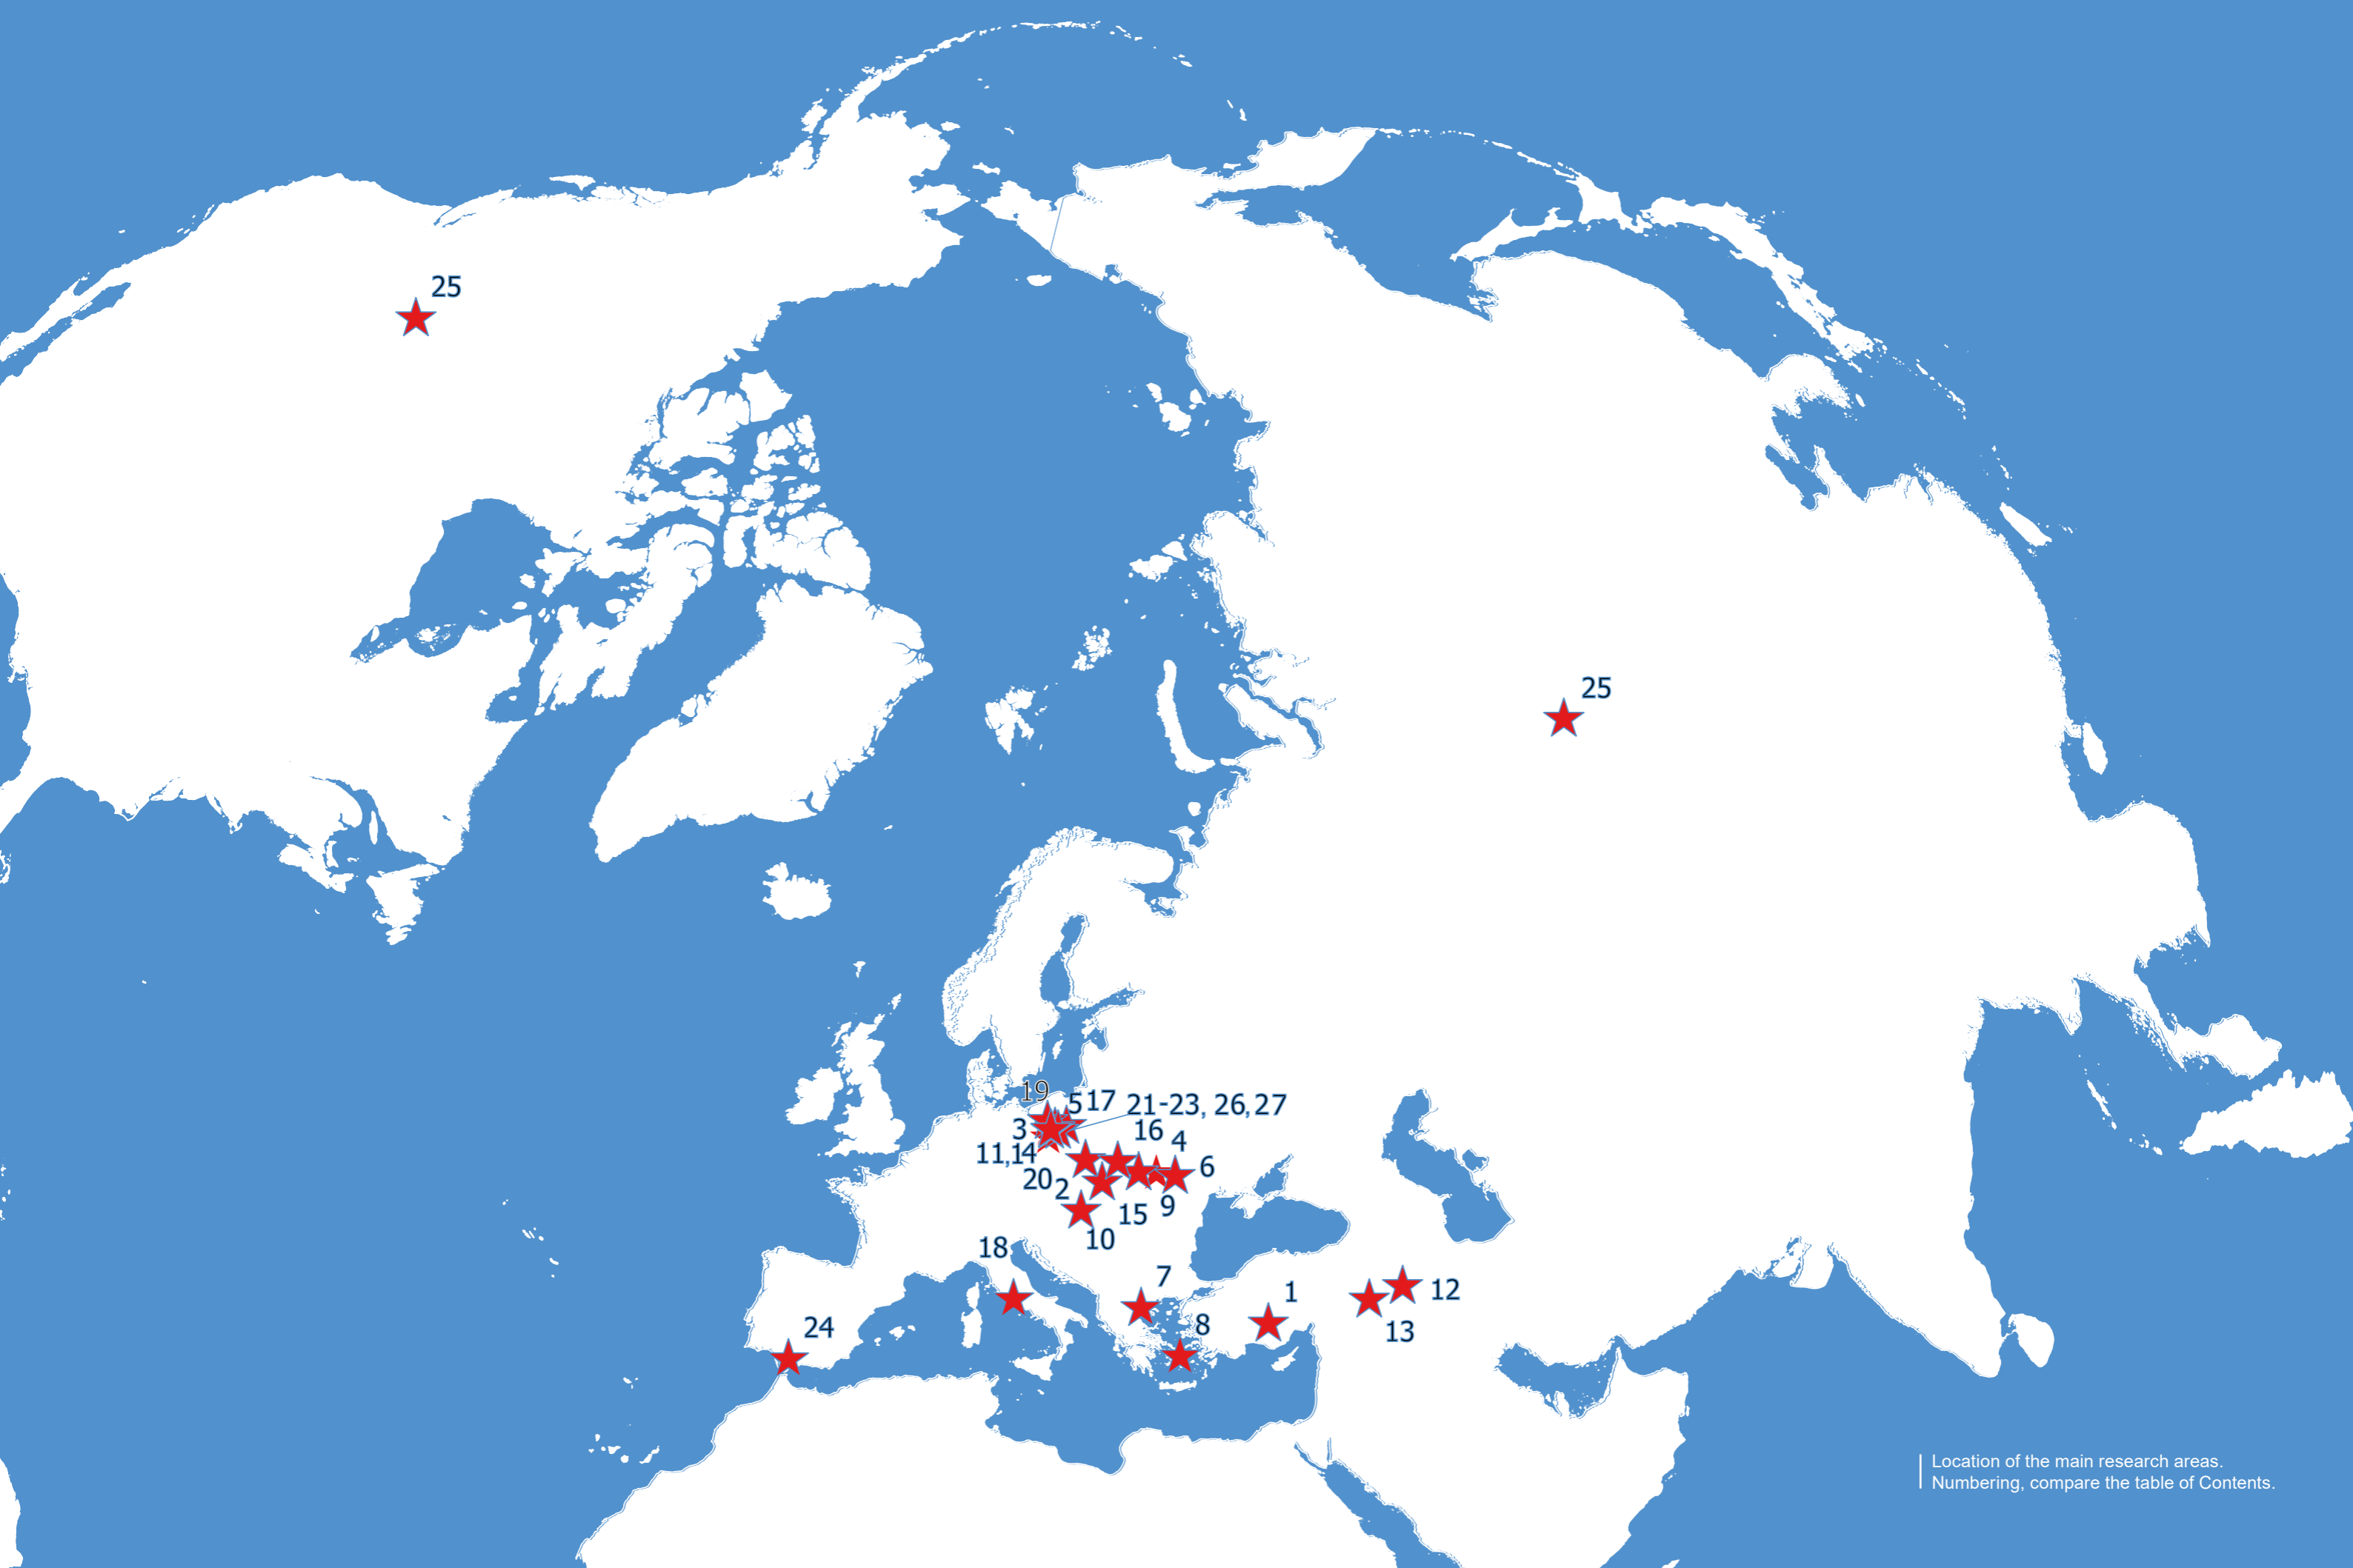 25
25
19
5 17 21-23, 26, 27
3 16 4
11, 14 6
20 2 9
15
10
18
7
1
12
13
8
24
Location of the main research areas.
Numbering, compare the table of Contents.